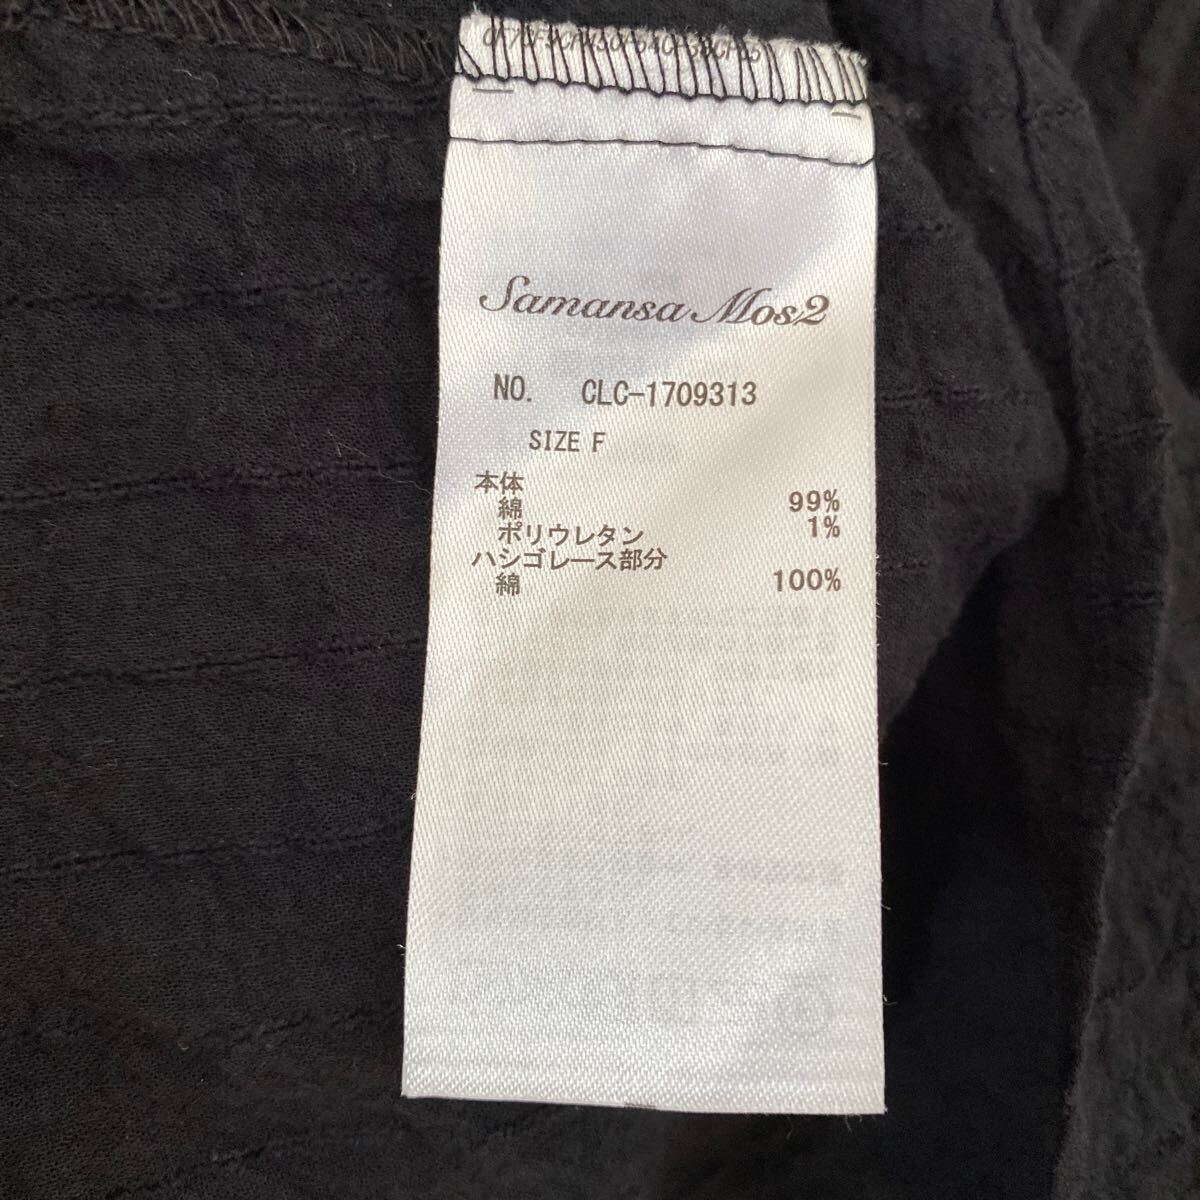 Samansa Mos2
NO. CLC-1709313
SIZE F
本体
綿 99%
ポリウレタン 1%
ハシゴレース部分
綿 100%